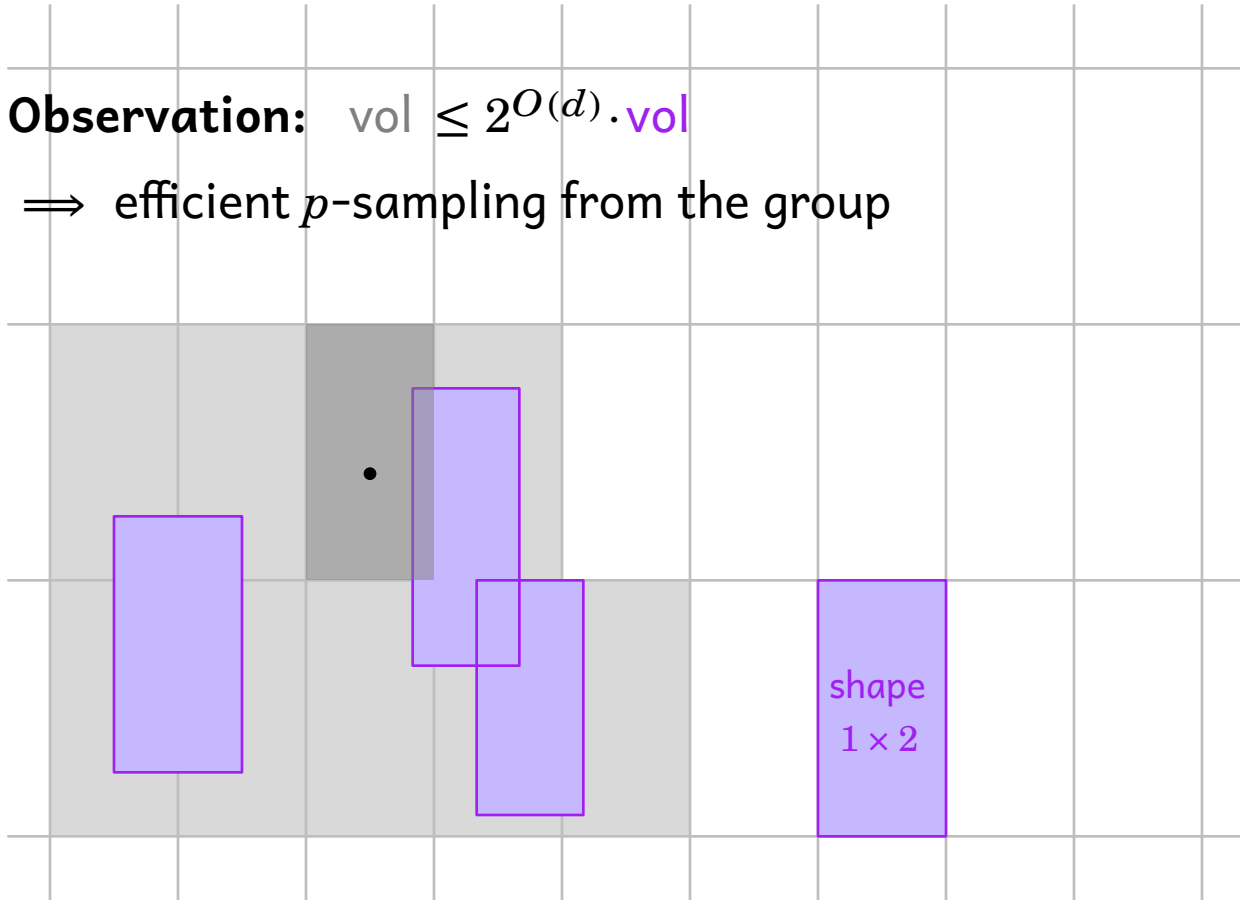 Observation: vol ≤ 2^{O(d)} · vol
⟹ efficient p-sampling from the group
shape
1 × 2